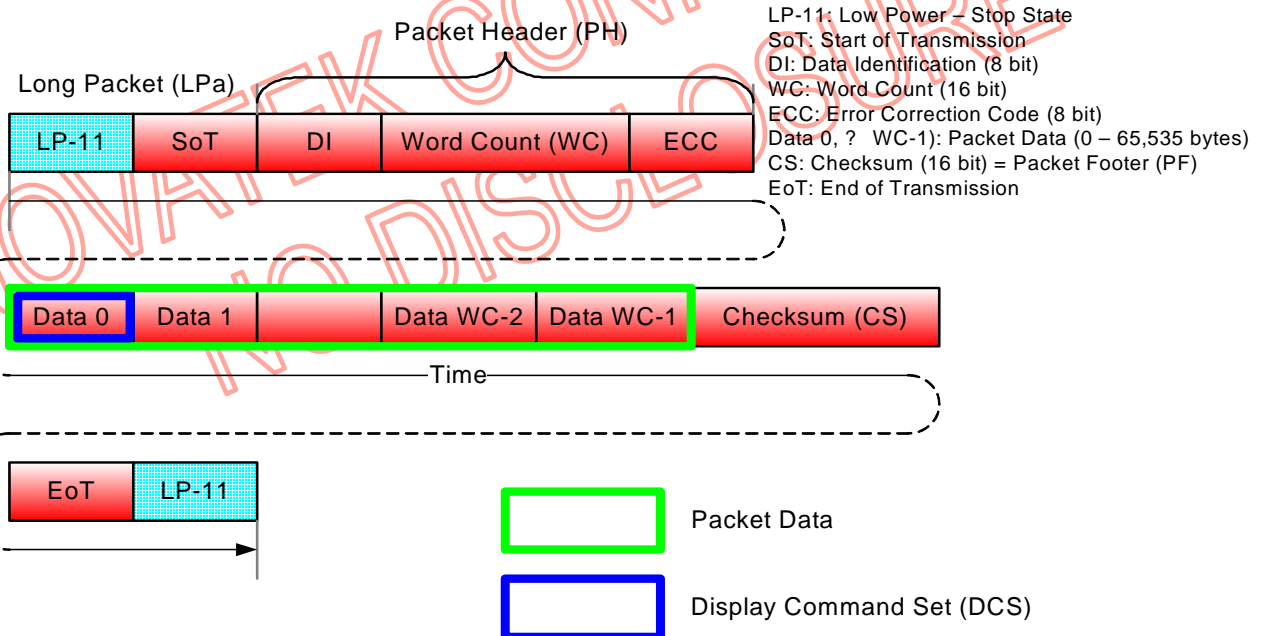 Packet Header (PH)
Long Packet (LPa)
LP-11: Low Power – Stop State
SoT: Start of Transmission
DI: Data Identification (8 bit)
WC: Word Count (16 bit)
ECC: Error Correction Code (8 bit)
Data 0, ? WC-1): Packet Data (0 – 65,535 bytes)
CS: Checksum (16 bit) = Packet Footer (PF)
EoT: End of Transmission
LP-11 SoT DI Word Count (WC) ECC
Data 0 Data 1 Data WC-2 Data WC-1 Checksum (CS)
Time
EoT LP-11
Packet Data
Display Command Set (DCS)
NO DISCLOSURE